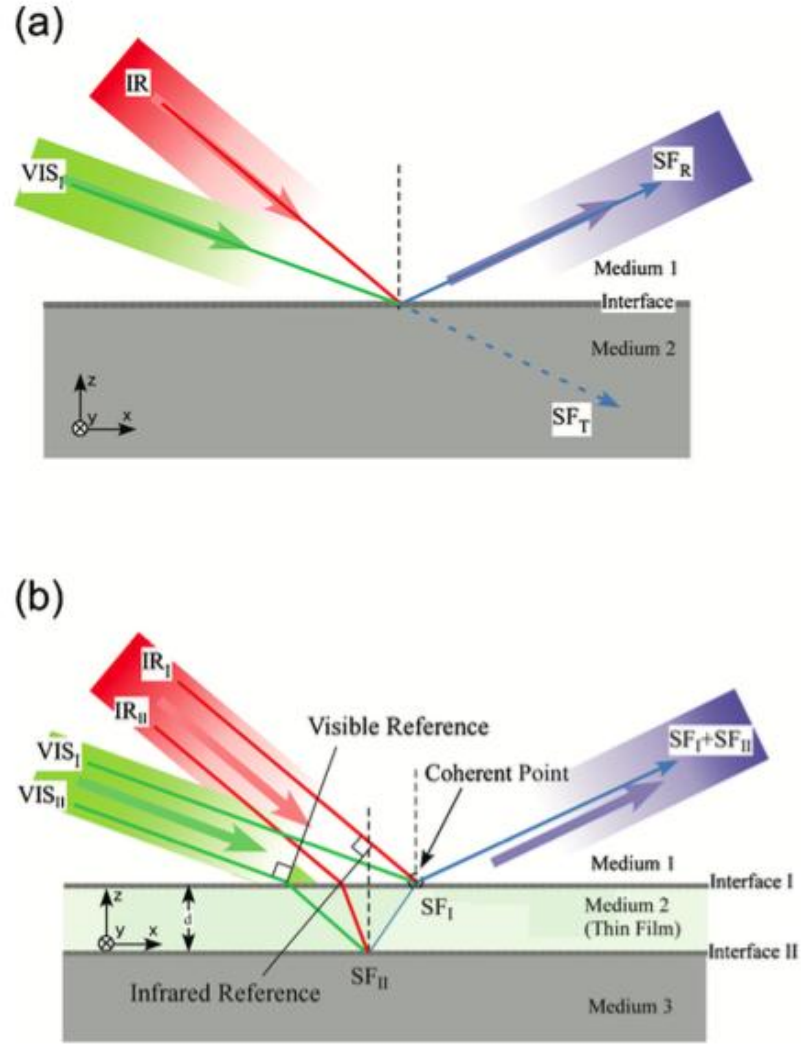 (a)
IR
VIS_I
SF_R
Medium 1
Interface
Medium 2
z
y
x
SF_T
(b)
IR_I
IR_II
Visible Reference
VIS_I
SF_I+SF_II
VIS_II
Coherent Point
Medium 1
Interface I
z
d
SF_I
Medium 2
(Thin Film)
y
x
Interface II
SF_II
Infrared Reference
Medium 3